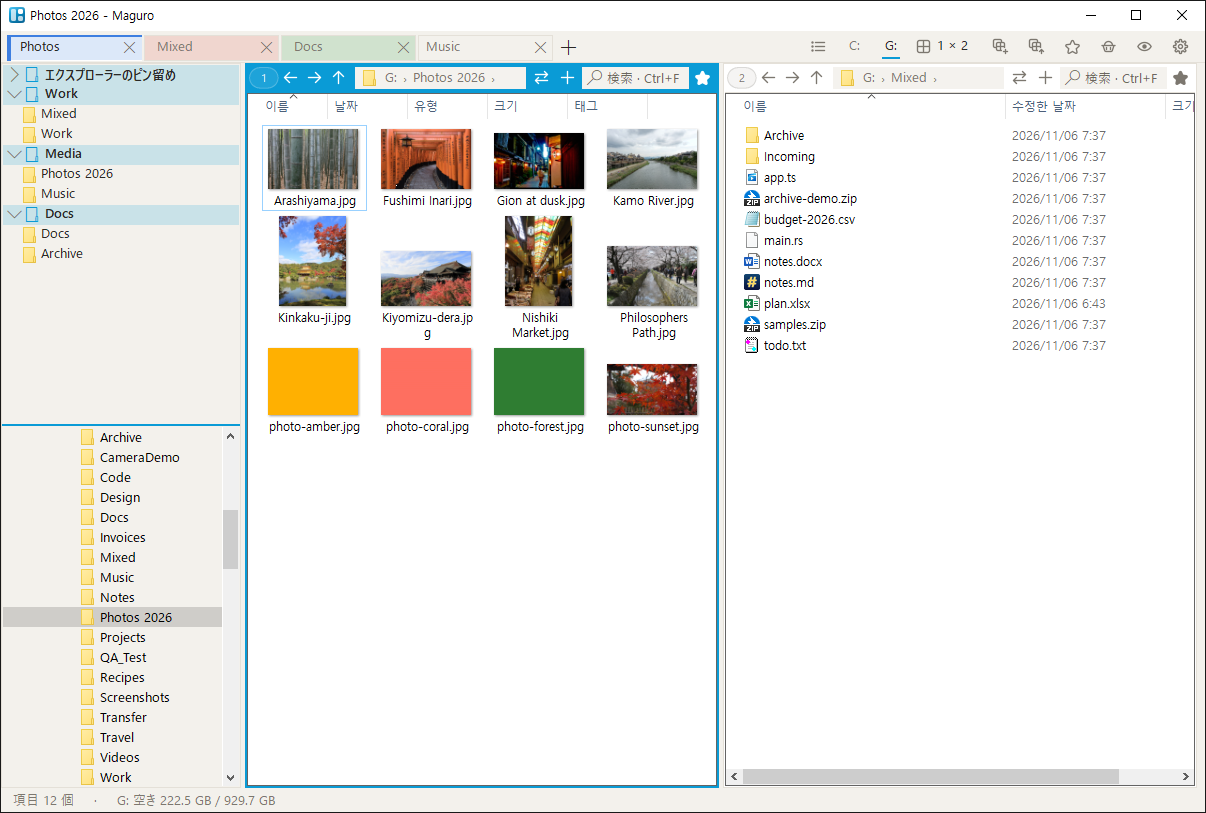 Photos 2026 - Maguro
Photos
Mixed
Docs
Music
C:
G:
1 × 2
エクスプローラーのピン留め
Work
Mixed
Work
Media
Photos 2026
Music
Docs
Docs
Archive
Archive
CameraDemo
Code
Design
Docs
Invoices
Mixed
Music
Notes
Photos 2026
Projects
QA_Test
Recipes
Screenshots
Transfer
Travel
Videos
Work
1
G: › Photos 2026 ›
検索 · Ctrl+F
이름 날짜 유형 크기 태그
Arashiyama.jpg
Fushimi Inari.jpg
Gion at dusk.jpg
Kamo River.jpg
Kinkaku-ji.jpg
Kiyomizu-dera.jp
g
Nishiki
Market.jpg
Philosophers
Path.jpg
photo-amber.jpg
photo-coral.jpg
photo-forest.jpg
photo-sunset.jpg
2
G: › Mixed ›
検索 · Ctrl+F
이름 수정한 날짜 크기
Archive 2026/11/06 7:37
Incoming 2026/11/06 7:37
app.ts 2026/11/06 7:37
archive-demo.zip 2026/11/06 7:37
budget-2026.csv 2026/11/06 7:37
main.rs 2026/11/06 7:37
notes.docx 2026/11/06 7:37
notes.md 2026/11/06 7:37
plan.xlsx 2026/11/06 6:43
samples.zip 2026/11/06 7:37
todo.txt 2026/11/06 7:37
項目 12 個 · G: 空き 222.5 GB / 929.7 GB